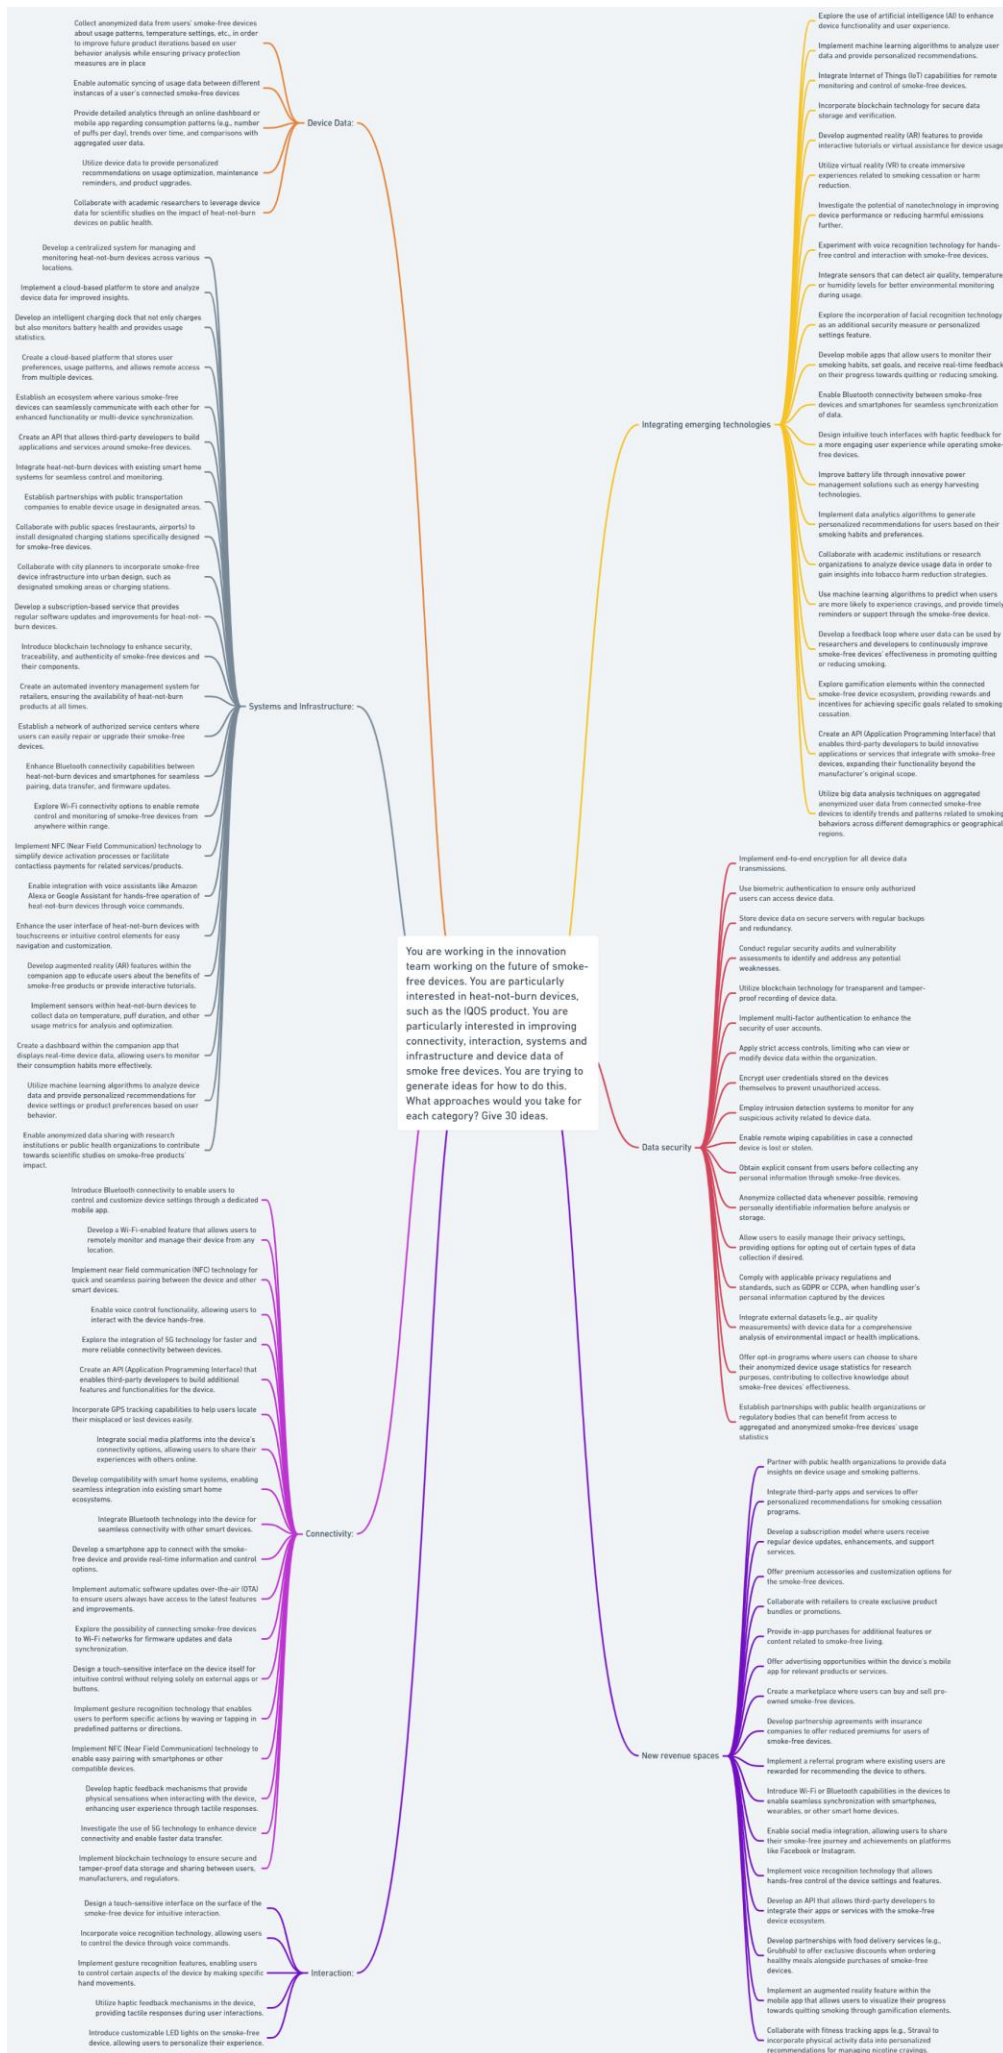 Collect anonymized data from users' smoke-free devices
about usage patterns, temperature settings, etc., in order
to improve future product iterations based on user
behavior analysis while ensuring privacy protection
measures are in place
Enable automatic syncing of usage data between different
instances of a user's connected smoke-free devices
Provide detailed analytics through an online dashboard or
mobile app regarding consumption patterns (e.g., number
of puffs per day), trends over time, and comparisons with
aggregated user data.
Utilize device data to provide personalized
recommendations on usage optimization, maintenance
reminders, and product upgrades.
Collaborate with academic researchers to leverage device
data for scientific studies on the impact of heat-not-burn
devices on public health.
Device Data:
Develop a centralized system for managing and
monitoring heat-not-burn devices across various
locations.
Implement a cloud-based platform to store and analyze
device data for improved insights.
Develop an intelligent charging dock that not only charges
but also monitors battery health and provides usage
statistics.
Create a cloud-based platform that stores user
preferences, usage patterns, and allows remote access
from multiple devices.
Establish an ecosystem where various smoke-free
devices can seamlessly communicate with each other for
enhanced functionality or multi-device synchronization.
Create an API that allows third-party developers to build
applications and services around smoke-free devices.
Integrate heat-not-burn devices with existing smart home
systems for seamless control and monitoring.
Establish partnerships with public transportation
companies to enable device usage in designated areas.
Collaborate with public spaces (restaurants, airports) to
install designated charging stations specifically designed
for smoke-free devices.
Collaborate with city planners to incorporate smoke-free
device infrastructure into urban design, such as
designated smoking areas or charging stations.
Develop a subscription-based service that provides
regular software updates and improvements for heat-not-
burn devices.
Introduce blockchain technology to enhance security,
traceability, and authenticity of smoke-free devices and
their components.
Create an automated inventory management system for
retailers, ensuring the availability of heat-not-burn
products at all times.
Establish a network of authorized service centers where
users can easily repair or upgrade their smoke-free
devices.
Enhance Bluetooth connectivity capabilities between
heat-not-burn devices and smartphones for seamless
pairing, data transfer, and firmware updates.
Explore Wi-Fi connectivity options to enable remote
control and monitoring of smoke-free devices from
anywhere within range.
Implement NFC (Near Field Communication) technology to
simplify device activation processes or facilitate
contactless payments for related services/products.
Enable integration with voice assistants like Amazon
Alexa or Google Assistant for hands-free operation of
heat-not-burn devices through voice commands.
Enhance the user interface of heat-not-burn devices with
touchscreens or intuitive control elements for easy
navigation and customization.
Develop augmented reality (AR) features within the
companion app to educate users about the benefits of
smoke-free products or provide interactive tutorials.
Implement sensors within heat-not-burn devices to
collect data on temperature, puff duration, and other
usage metrics for analysis and optimization.
Create a dashboard within the companion app that
displays real-time device data, allowing users to monitor
their consumption habits more effectively.
Utilize machine learning algorithms to analyze device
data and provide personalized recommendations for
device settings or product preferences based on user
behavior.
Enable anonymized data sharing with research
institutions or public health organizations to contribute
towards scientific studies on smoke-free products'
impact.
Systems and Infrastructure:
Introduce Bluetooth connectivity to enable users to
control and customize device settings through a dedicated
mobile app.
Develop a Wi-Fi-enabled feature that allows users to
remotely monitor and manage their device from any
location.
Implement near field communication (NFC) technology for
quick and seamless pairing between the device and other
smart devices.
Enable voice control functionality, allowing users to
interact with the device hands-free.
Explore the integration of 5G technology for faster and
more reliable connectivity between devices.
Create an API (Application Programming Interface) that
enables third-party developers to build additional
features and functionalities for the device.
Incorporate GPS tracking capabilities to help users locate
their misplaced or lost devices easily.
Integrate social media platforms into the device's
connectivity options, allowing users to share their
experiences with others online.
Develop compatibility with smart home systems, enabling
seamless integration into existing smart home
ecosystems.
Integrate Bluetooth technology into the device for
seamless connectivity with other smart devices.
Develop a smartphone app to connect with the smoke-
free device and provide real-time information and control
options.
Implement automatic software updates over-the-air (OTA)
to ensure users always have access to the latest features
and improvements.
Explore the possibility of connecting smoke-free devices
to Wi-Fi networks for firmware updates and data
synchronization.
Design a touch-sensitive interface on the device itself for
intuitive control without relying solely on external apps or
buttons.
Implement gesture recognition technology that enables
users to perform specific actions by waving or tapping in
predefined patterns or directions.
Implement NFC (Near Field Communication) technology to
enable easy pairing with smartphones or other
compatible devices.
Develop haptic feedback mechanisms that provide
physical sensations when interacting with the device,
enhancing user experience through tactile responses.
Investigate the use of 5G technology to enhance device
connectivity and enable faster data transfer.
Implement blockchain technology to ensure secure and
tamper-proof data storage and sharing between users,
manufacturers, and regulators.
Connectivity:
Design a touch-sensitive interface on the surface of the
smoke-free device for intuitive interaction.
Incorporate voice recognition technology, allowing users
to control the device through voice commands.
Implement gesture recognition features, enabling users
to control certain aspects of the device by making specific
hand movements.
Utilize haptic feedback mechanisms in the device,
providing tactile responses during user interactions.
Introduce customizable LED lights on the smoke-free
device, allowing users to personalize their experience.
Interaction:
You are working in the innovation
team working on the future of smoke-
free devices. You are particularly
interested in heat-not-burn devices,
such as the IQOS product. You are
particularly interested in improving
connectivity, interaction, systems and
infrastructure and device data of
smoke free devices. You are trying to
generate ideas for how to do this.
What approaches would you take for
each category? Give 30 ideas.
Integrating emerging technologies
Explore the use of artificial intelligence (AI) to enhance
device functionality and user experience.
Implement machine learning algorithms to analyze user
data and provide personalized recommendations.
Integrate Internet of Things (IoT) capabilities for remote
monitoring and control of smoke-free devices.
Incorporate blockchain technology for secure data
storage and verification.
Develop augmented reality (AR) features to provide
interactive tutorials or virtual assistance for device usage
Utilize virtual reality (VR) to create immersive
experiences related to smoking cessation or harm
reduction.
Investigate the potential of nanotechnology in improving
device performance or reducing harmful emissions
further.
Experiment with voice recognition technology for hands-
free control and interaction with smoke-free devices.
Integrate sensors that can detect air quality, temperature
or humidity levels for better environmental monitoring
during usage.
Explore the incorporation of facial recognition technology
as an additional security measure or personalized
settings feature.
Develop mobile apps that allow users to monitor their
smoking habits, set goals, and receive real-time feedback
on their progress towards quitting or reducing smoking.
Enable Bluetooth connectivity between smoke-free
devices and smartphones for seamless synchronization
of data.
Design intuitive touch interfaces with haptic feedback for
a more engaging user experience while operating smoke-
free devices.
Improve battery life through innovative power
management solutions such as energy harvesting
technologies.
Implement data analytics algorithms to generate
personalized recommendations for users based on their
smoking habits and preferences.
Collaborate with academic institutions or research
organizations to analyze device usage data in order to
gain insights into tobacco harm reduction strategies.
Use machine learning algorithms to predict when users
are more likely to experience cravings, and provide timely
reminders or support through the smoke-free device.
Develop a feedback loop where user data can be used by
researchers and developers to continuously improve
smoke-free devices' effectiveness in promoting quitting
or reducing smoking.
Explore gamification elements within the connected
smoke-free device ecosystem, providing rewards and
incentives for achieving specific goals related to smoking
cessation.
Create an API (Application Programming Interface) that
enables third-party developers to build innovative
applications or services that integrate with smoke-free
devices, expanding their functionality beyond the
manufacturer's original scope.
Utilize big data analysis techniques on aggregated
anonymized user data from connected smoke-free
devices to identify trends and patterns related to smoking
behaviors across different demographics or geographical
regions.
Data security
Implement end-to-end encryption for all device data
transmissions.
Use biometric authentication to ensure only authorized
users can access device data.
Store device data on secure servers with regular backups
and redundancy.
Conduct regular security audits and vulnerability
assessments to identify and address any potential
weaknesses.
Utilize blockchain technology for transparent and tamper-
proof recording of device data.
Implement multi-factor authentication to enhance the
security of user accounts.
Apply strict access controls, limiting who can view or
modify device data within the organization.
Encrypt user credentials stored on the devices
themselves to prevent unauthorized access.
Employ intrusion detection systems to monitor for any
suspicious activity related to device data.
Enable remote wiping capabilities in case a connected
device is lost or stolen.
Obtain explicit consent from users before collecting any
personal information through smoke-free devices.
Anonymize collected data whenever possible, removing
personally identifiable information before analysis or
storage.
Allow users to easily manage their privacy settings,
providing options for opting out of certain types of data
collection if desired.
Comply with applicable privacy regulations and
standards, such as GDPR or CCPA, when handling user's
personal information captured by the devices
Integrate external datasets (e.g., air quality
measurements) with device data for a comprehensive
analysis of environmental impact or health implications.
Offer opt-in programs where users can choose to share
their anonymized device usage statistics for research
purposes, contributing to collective knowledge about
smoke-free devices' effectiveness.
Establish partnerships with public health organizations or
regulatory bodies that can benefit from access to
aggregated and anonymized smoke-free devices' usage
statistics
New revenue spaces
Partner with public health organizations to provide data
insights on device usage and smoking patterns.
Integrate third-party apps and services to offer
personalized recommendations for smoking cessation
programs.
Develop a subscription model where users receive
regular device updates, enhancements, and support
services.
Offer premium accessories and customization options for
the smoke-free devices.
Collaborate with retailers to create exclusive product
bundles or promotions.
Provide in-app purchases for additional features or
content related to smoke-free living.
Offer advertising opportunities within the device's mobile
app for relevant products or services.
Create a marketplace where users can buy and sell pre-
owned smoke-free devices.
Develop partnership agreements with insurance
companies to offer reduced premiums for users of
smoke-free devices.
Implement a referral program where existing users are
rewarded for recommending the device to others.
Introduce Wi-Fi or Bluetooth capabilities in the devices to
enable seamless synchronization with smartphones,
wearables, or other smart home devices.
Enable social media integration, allowing users to share
their smoke-free journey and achievements on platforms
like Facebook or Instagram.
Implement voice recognition technology that allows
hands-free control of the device settings and features.
Develop an API that allows third-party developers to
integrate their apps or services with the smoke-free
device ecosystem.
Develop partnerships with food delivery services (e.g.,
Grubhub) to offer exclusive discounts when ordering
healthy meals alongside purchases of smoke-free
devices.
Implement an augmented reality feature within the
mobile app that allows users to visualize their progress
towards quitting smoking through gamification elements.
Collaborate with fitness tracking apps (e.g., Strava) to
incorporate physical activity data into personalized
recommendations for managing nicotine cravings.